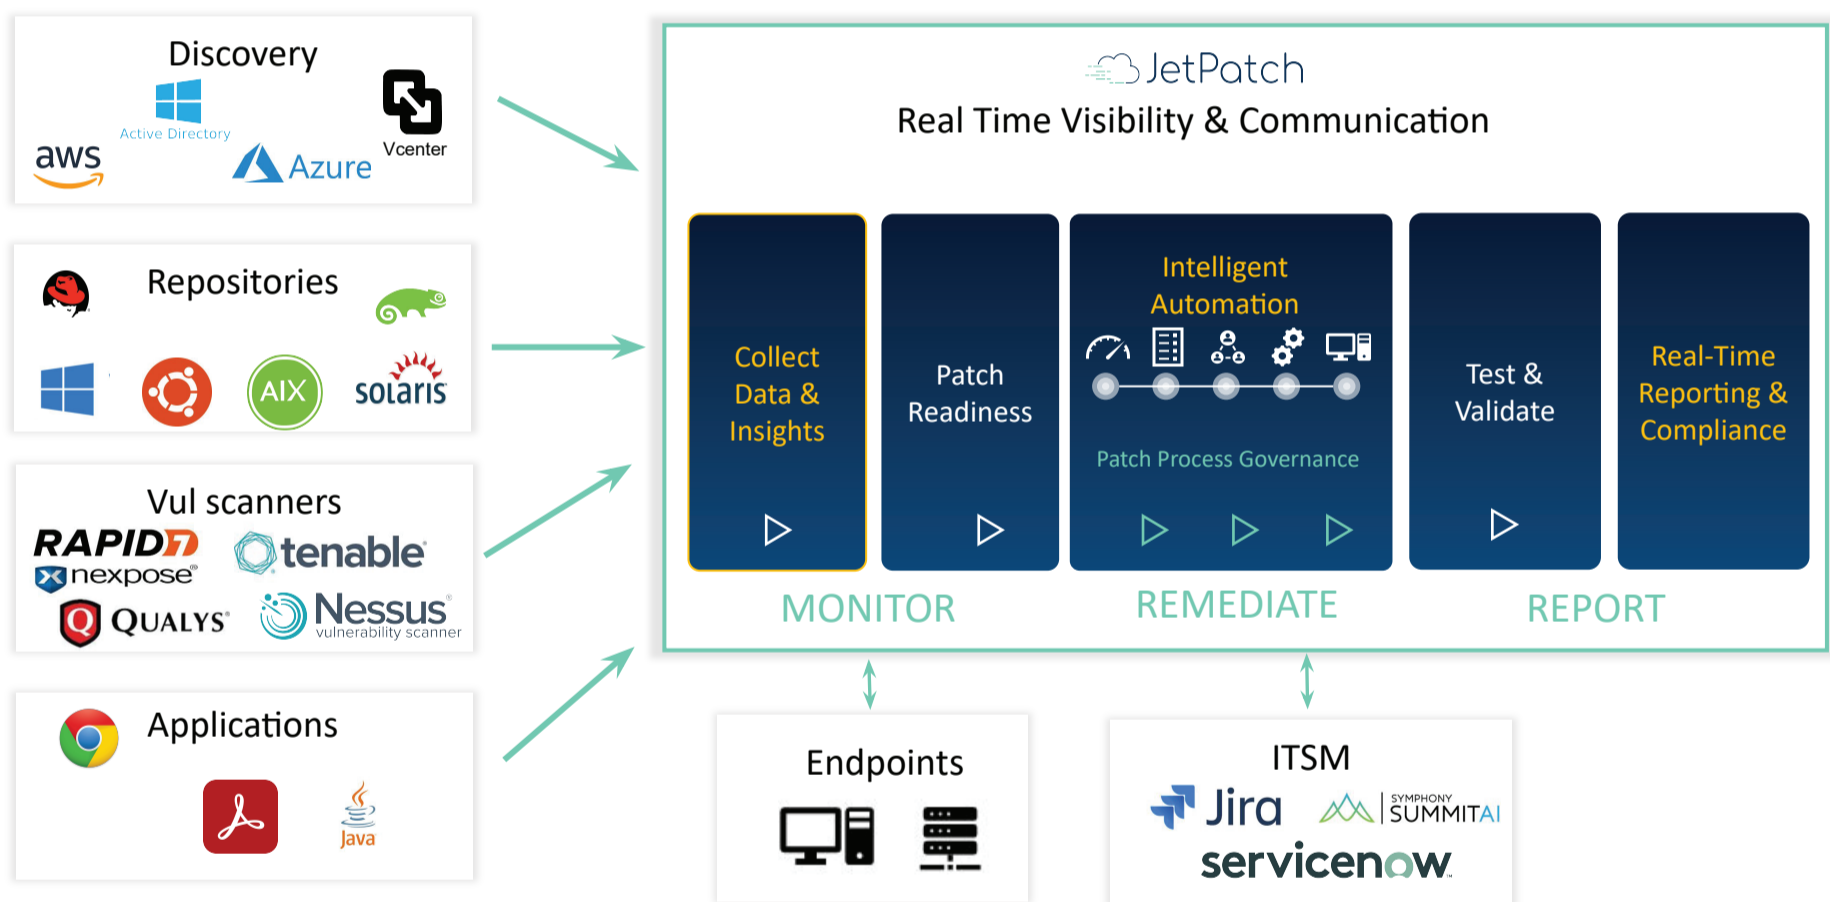 Discovery
Active Directory
aws
Azure
Vcenter
Repositories
AIX
solaris
Vul scanners
RAPID7
nexpose®
tenable®
QUALYS®
Nessus®
vulnerability scanner
Applications
Java
JetPatch
Real Time Visibility & Communication
Collect
Data &
Insights
Patch
Readiness
Intelligent
Automation
Patch Process Governance
Test &
Validate
Real-Time
Reporting &
Compliance
MONITOR
REMEDIATE
REPORT
Endpoints
ITSM
Jira
SYMPHONY
SUMMITAI
servicenow™